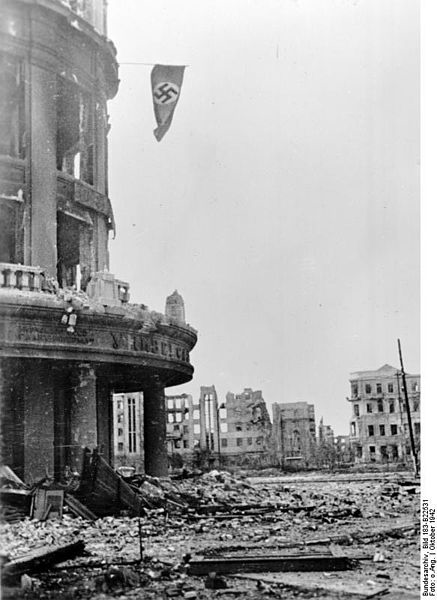 Bundesarchiv, Bild 183-B22531
Foto: o.Ang. | Oktober 1942